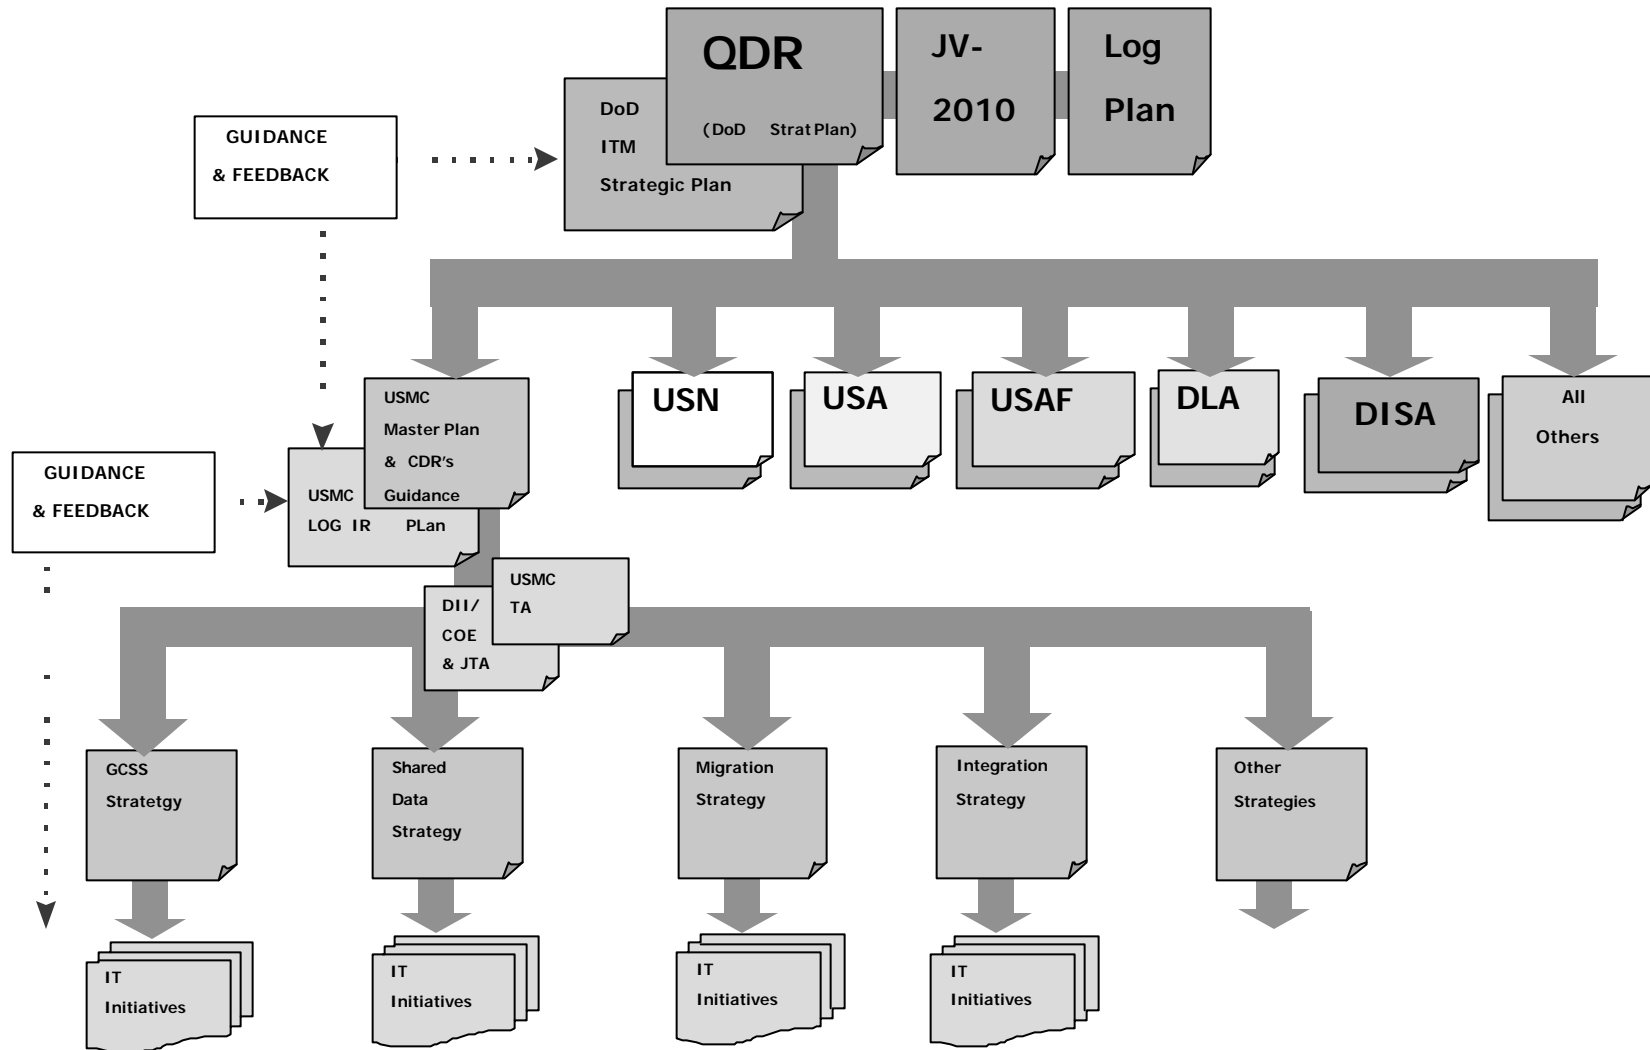 QDR
(DoD Strat Plan)
JV-
2010
Log
Plan
DoD
ITM
Strategic Plan
GUIDANCE
& FEEDBACK
USMC
Master Plan
& CDR's
Guidance
USN
USA
USAF
DLA
DISA
All
Others
GUIDANCE
& FEEDBACK
USMC
LOG IR PLan
USMC
TA
DII/
COE
& JTA
GCSS
Stratetgy
Shared
Data
Strategy
Migration
Strategy
Integration
Strategy
Other
Strategies
IT
Initiatives
IT
Initiatives
IT
Initiatives
IT
Initiatives